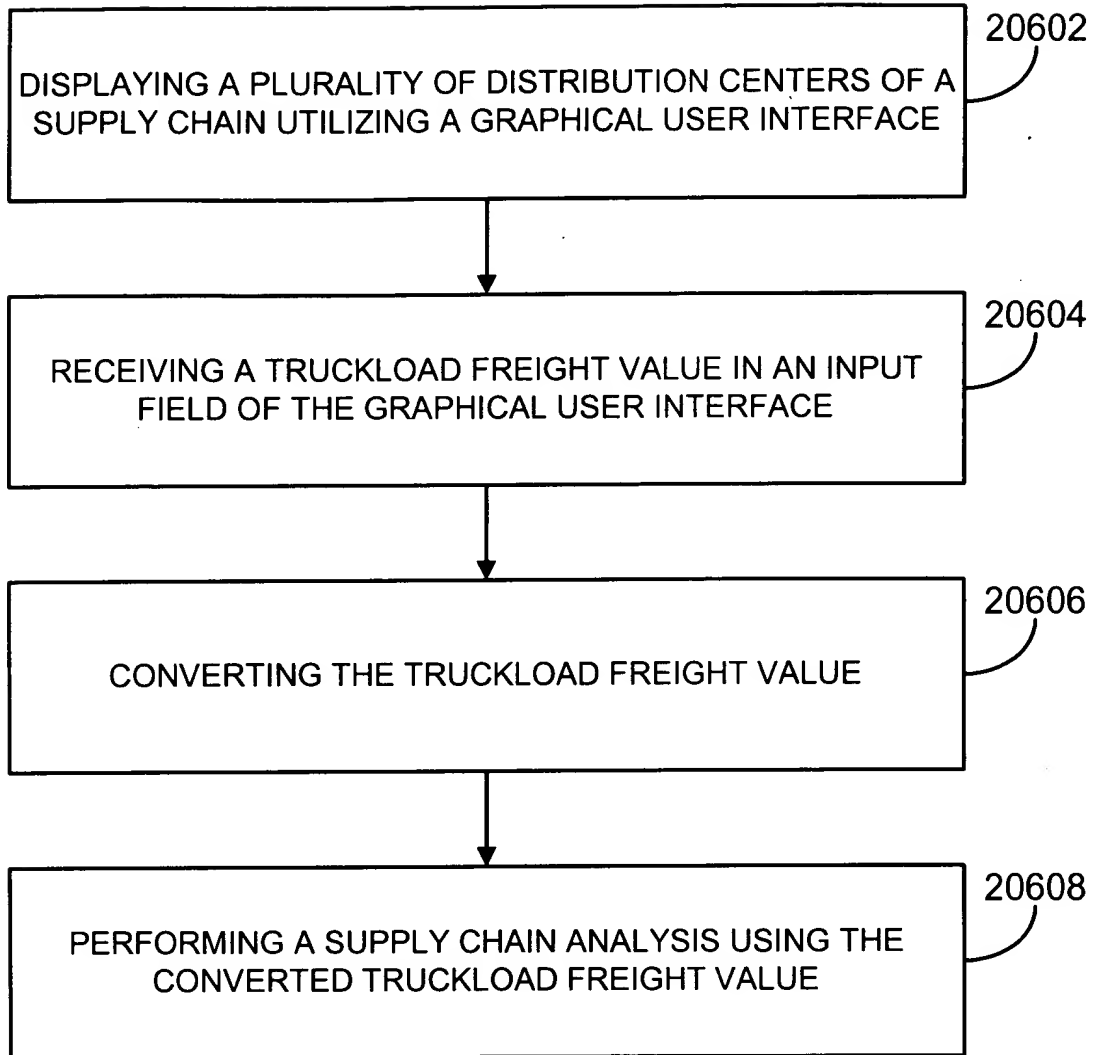 20602
DISPLAYING A PLURALITY OF DISTRIBUTION CENTERS OF A
SUPPLY CHAIN UTILIZING A GRAPHICAL USER INTERFACE
20604
RECEIVING A TRUCKLOAD FREIGHT VALUE IN AN INPUT
FIELD OF THE GRAPHICAL USER INTERFACE
20606
CONVERTING THE TRUCKLOAD FREIGHT VALUE
20608
PERFORMING A SUPPLY CHAIN ANALYSIS USING THE
CONVERTED TRUCKLOAD FREIGHT VALUE